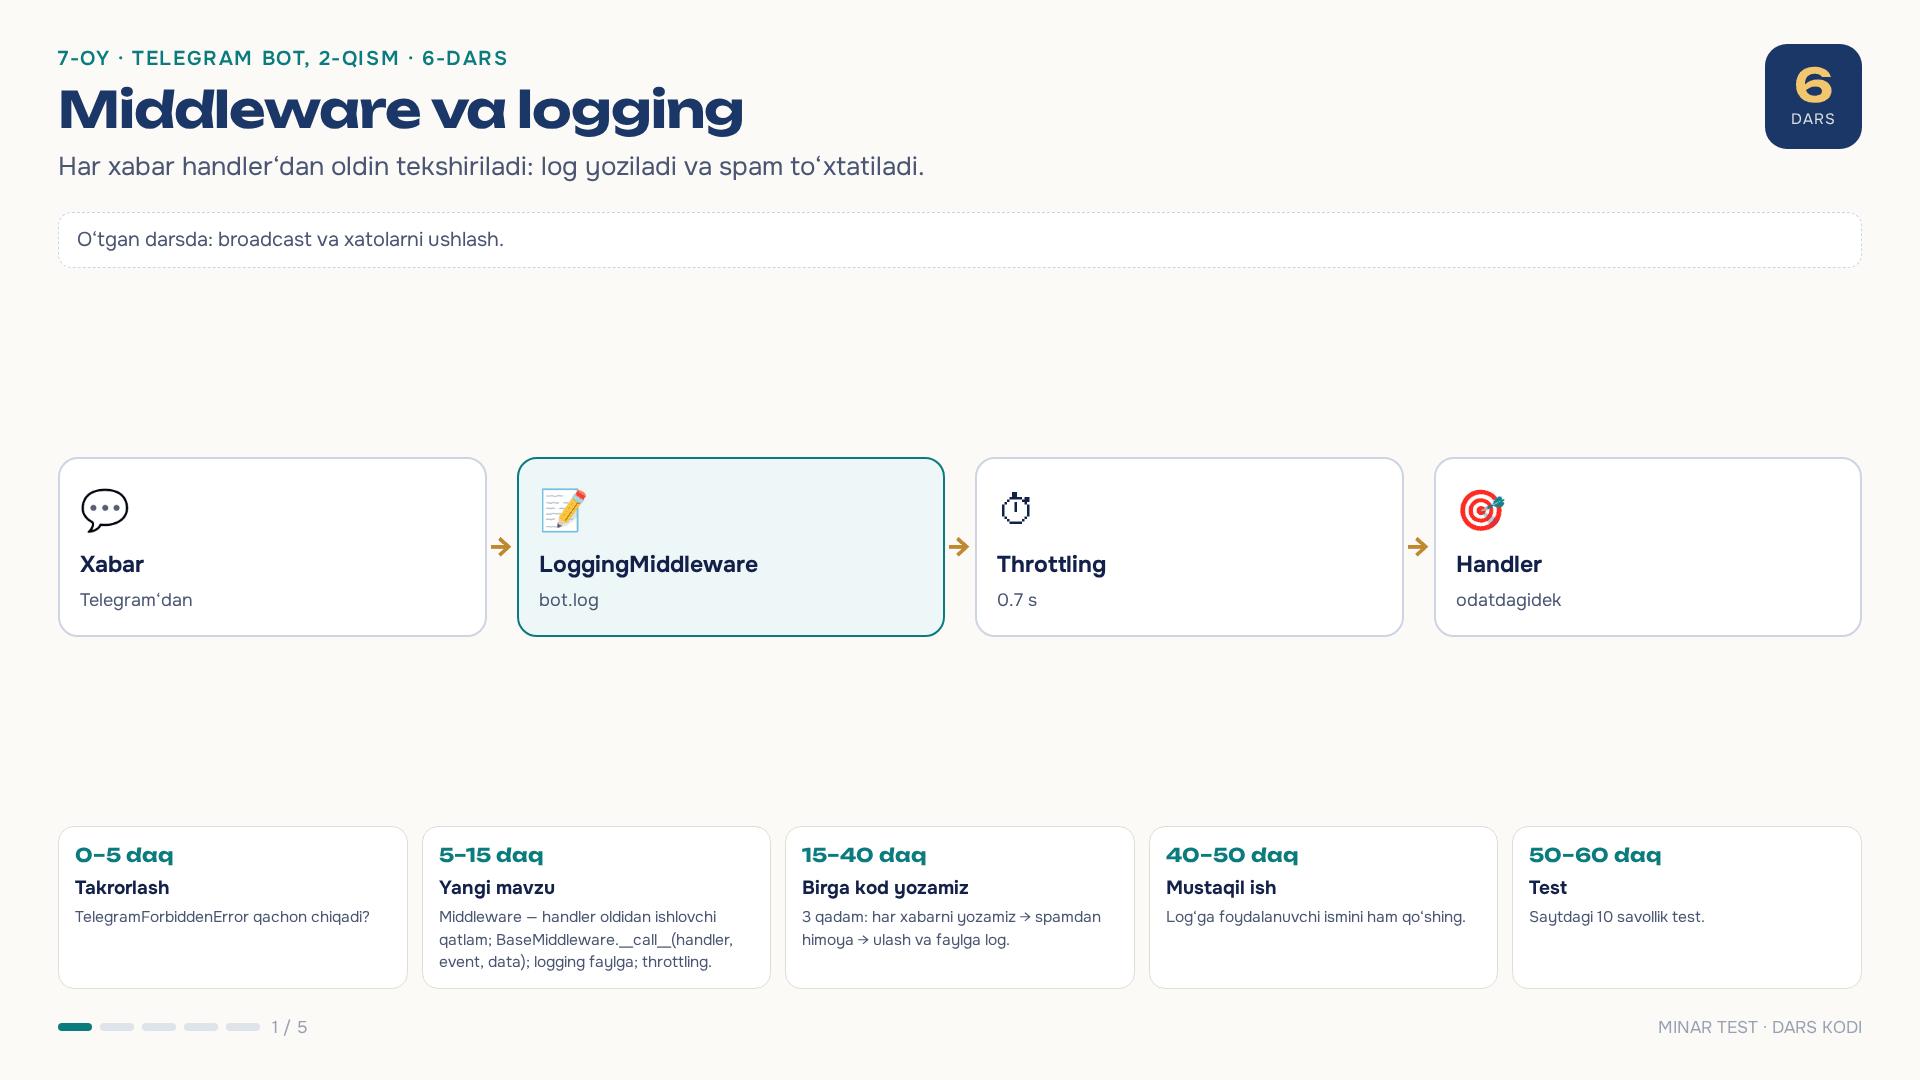 7-OY · TELEGRAM BOT, 2-QISM · 6-DARS
Middleware va logging
Har xabar handler‘dan oldin tekshiriladi: log yoziladi va spam to‘xtatiladi.
6
DARS
O‘tgan darsda: broadcast va xatolarni ushlash.
Xabar
Telegram‘dan
→
LoggingMiddleware
bot.log
→
Throttling
0.7 s
→
Handler
odatdagidek
0–5 daq
Takrorlash
TelegramForbiddenError qachon chiqadi?
5–15 daq
Yangi mavzu
Middleware — handler oldidan ishlovchi
qatlam; BaseMiddleware.__call__(handler,
event, data); logging faylga; throttling.
15–40 daq
Birga kod yozamiz
3 qadam: har xabarni yozamiz → spamdan
himoya → ulash va faylga log.
40–50 daq
Mustaqil ish
Log‘ga foydalanuvchi ismini ham qo‘shing.
50–60 daq
Test
Saytdagi 10 savollik test.
1 / 5
MINAR TEST · DARS KODI